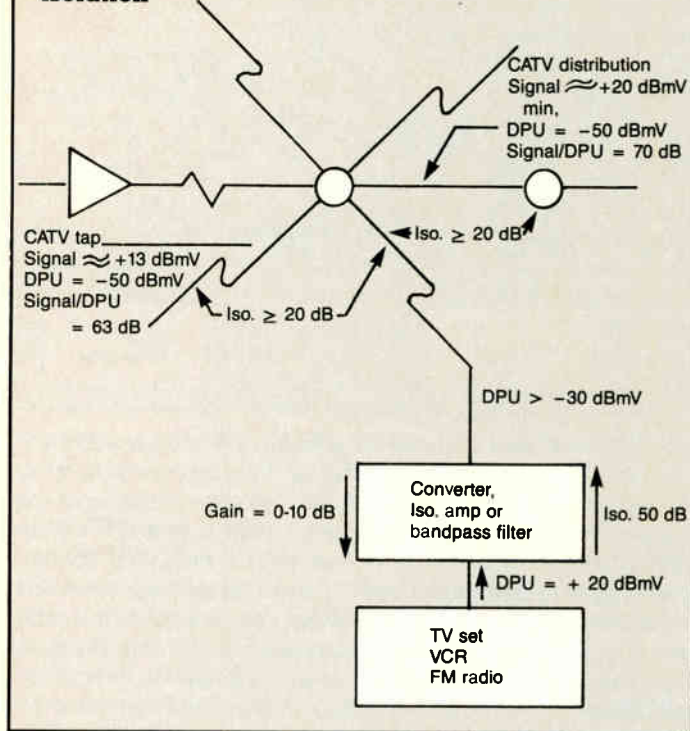 CATV distribution
Signal ≈ +20 dBmV
min,
DPU = −50 dBmV
Signal/DPU = 70 dB
CATV tap
Signal ≈ +13 dBmV
DPU = −50 dBmV
Signal/DPU
= 63 dB
Iso. ≥ 20 dB
Iso. ≥ 20 dB
DPU > −30 dBmV
Gain = 0-10 dB
Converter,
Iso. amp or
bandpass filter
Iso. 50 dB
DPU = + 20 dBmV
TV set
VCR
FM radio